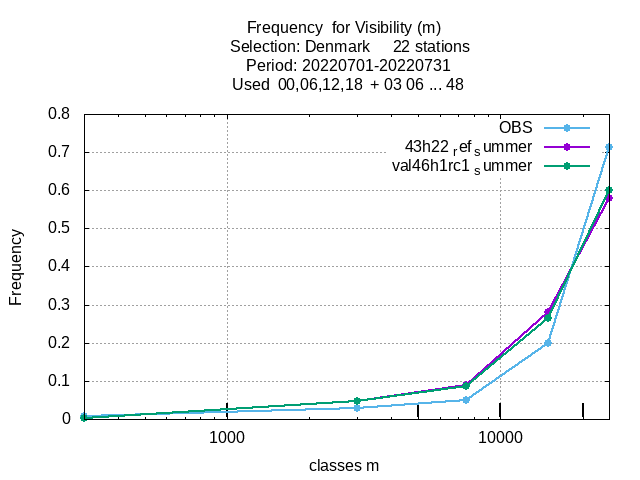 Frequency  for Visibility (m)
Selection: Denmark     22 stations
Period: 20220701-20220731
Used  00,06,12,18  + 03 06 ... 48
0.8
0.7
0.6
0.5
0.4
0.3
0.2
0.1
0
Frequency
OBS
43h22 ref summer
val46h1rc1 summer
1000
10000
classes m